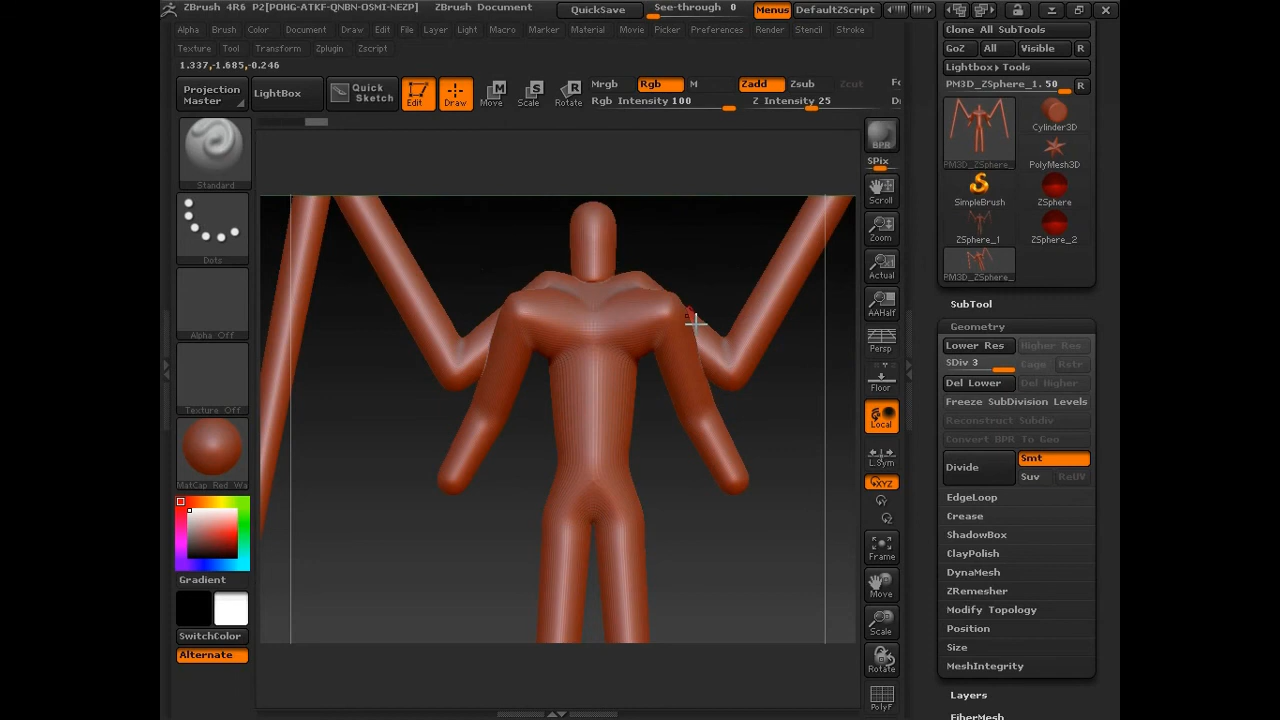 ZBrush 4R6 P2[POHG-ATKF-QNBN-OSMI-NEZP] ZBrush Document QuickSave See-through 0 Menus DefaultZScript
Alpha Brush Color Document Draw Edit File Layer Light Macro Marker Material Movie Picker Preferences Render Stencil Stroke
Texture Tool Transform Zplugin Zscript
1.337,-1.685,-0.246
Projection Master
LightBox
Quick Sketch
Edit
Draw
Move
Scale
Rotate
Mrgb Rgb M Zadd Zsub Zcut
Rgb Intensity 100 Z Intensity 25
Standard
Dots
Alpha Off
Texture Off
MatCap Red Wa
Gradient
SwitchColor
Alternate
BPR
SPix
Scroll
Zoom
Actual
AAHalf
Persp
Floor
Local
L.Sym
XYZ
Frame
Move
Scale
Rotate
PolyF
Clone All SubTools
GoZ All Visible R
Lightbox▸Tools
PM3D_ZSphere_1. 50 R
PM3D_ZSphere_
Cylinder3D
PolyMesh3D
SimpleBrush
ZSphere
ZSphere_1
ZSphere_2
PM3D_ZSphere_
SubTool
Geometry
Lower Res Higher Res
SDiv 3 Cage Rstr
Del Lower Del Higher
Freeze SubDivision Levels
Reconstruct Subdiv
Convert BPR To Geo
Divide
Smt
Suv ReUV
EdgeLoop
Crease
ShadowBox
ClayPolish
DynaMesh
ZRemesher
Modify Topology
Position
Size
MeshIntegrity
Layers
FiberMesh